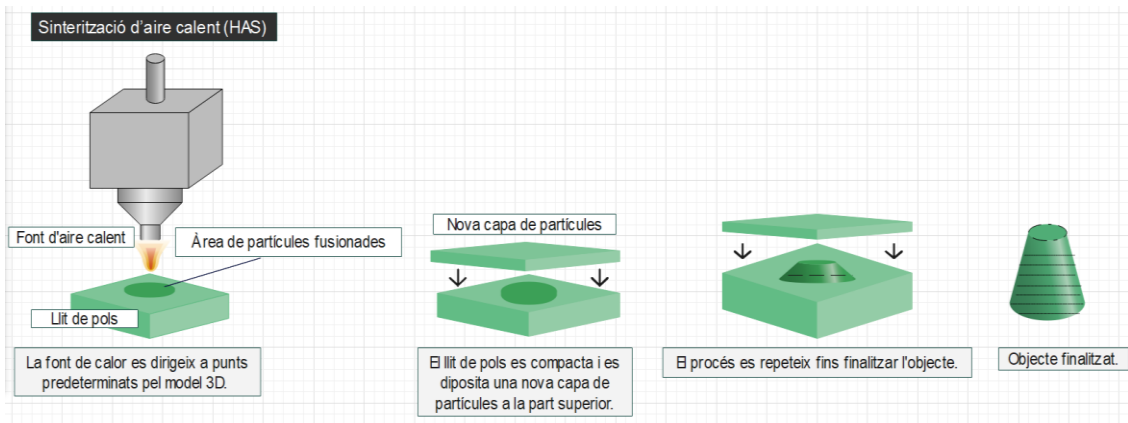 Sinterització d'aire calent (HAS)
Font d'aire calent
Àrea de partícules fusionades
Llit de pols
La font de calor es dirigeix a punts
predeterminats pel model 3D.
Nova capa de partícules
El llit de pols es compacta i es
diposita una nova capa de
partícules a la part superior.
El procés es repeteix fins finalitzar l'objecte.
Objecte finalitzat.